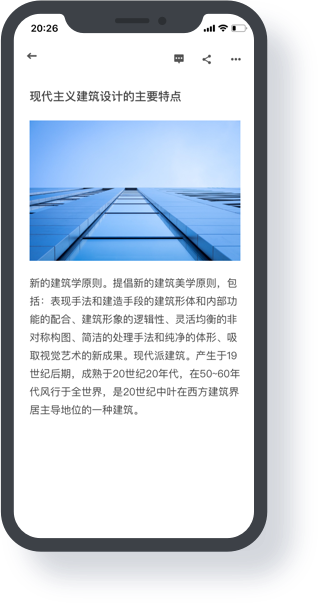 20:26
现代主义建筑设计的主要特点
新的建筑学原则。提倡新的建筑美学原则，包
括：表现手法和建造手段的建筑形体和内部功
能的配合、建筑形象的逻辑性、灵活均衡的非
对称构图、简洁的处理手法和纯净的体形、吸
取视觉艺术的新成果。现代派建筑。产生于19
世纪后期，成熟于20世纪20年代，在50~60年
代风行于全世界，是20世纪中叶在西方建筑界
居主导地位的一种建筑。